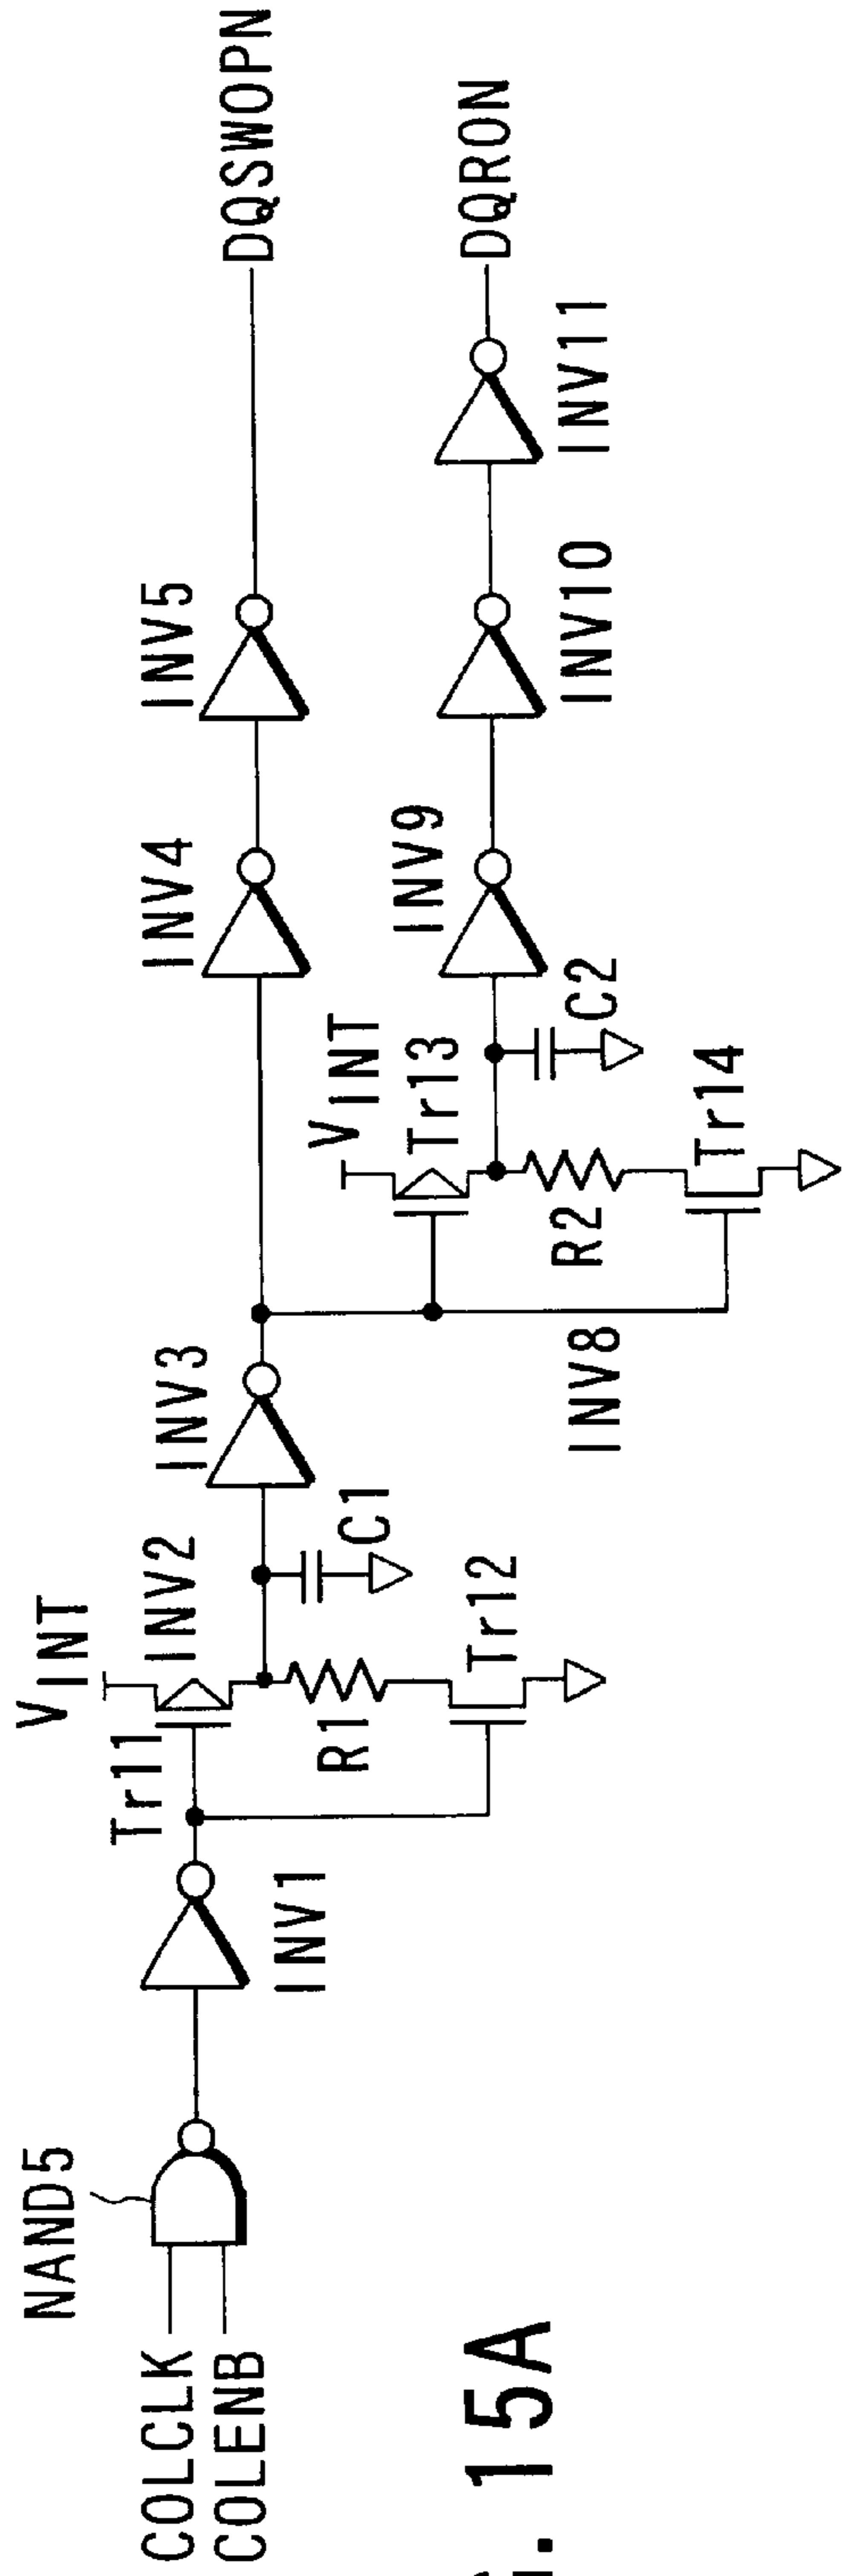 COLCLK
COLENB
NAND5
INV1
Tr11
VINT
INV2
R1
Tr12
C1
INV3
INV8
VINT
Tr13
R2
Tr14
C2
INV4
INV9
INV5
INV10
INV11
DQSWOPN
DQRON
G. 15A